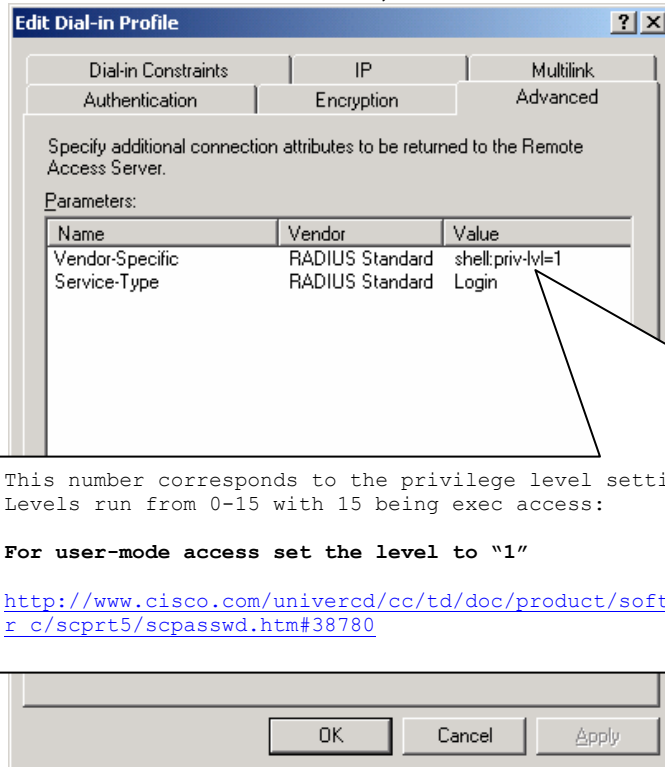 Edit Dial-in Profile
Dial-in Constraints IP Multilink
Authentication Encryption Advanced
Specify additional connection attributes to be returned to the Remote
Access Server.
Parameters:
Name Vendor Value
Vendor-Specific RADIUS Standard shell:priv-lvl=1
Service-Type RADIUS Standard Login
This number corresponds to the privilege level setti
Levels run from 0-15 with 15 being exec access:
For user-mode access set the level to “1”
http://www.cisco.com/univercd/cc/td/doc/product/soft
r c/scprt5/scpasswd.htm#38780
OK Cancel Apply